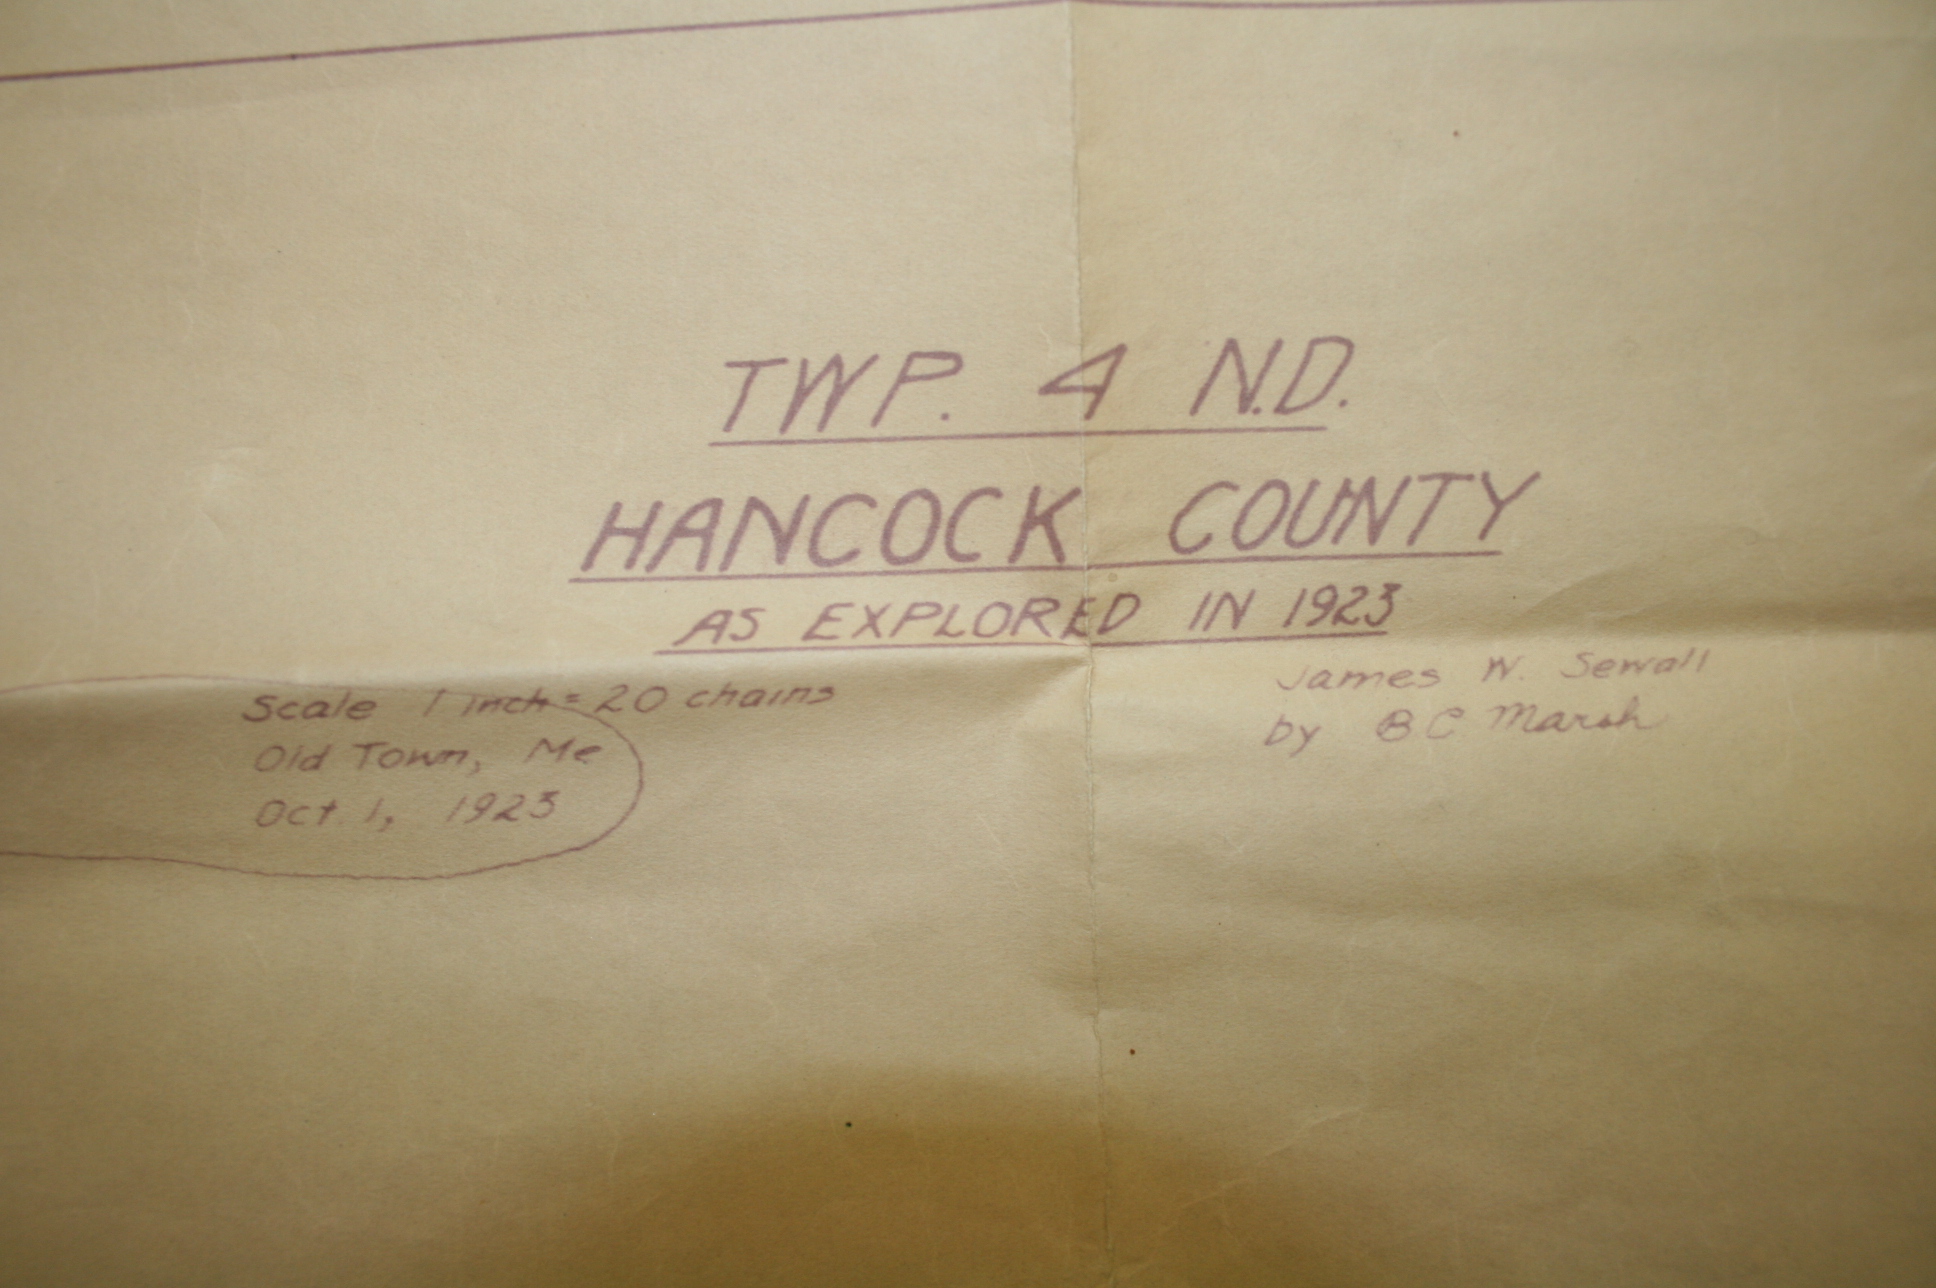 TWP. 4 N.D.
HANCOCK COUNTY
AS EXPLORED IN 1923
Scale 1 inch = 20 chains
Old Town, Me
Oct 1, 1923
James W. Sewall
by BC Marsh